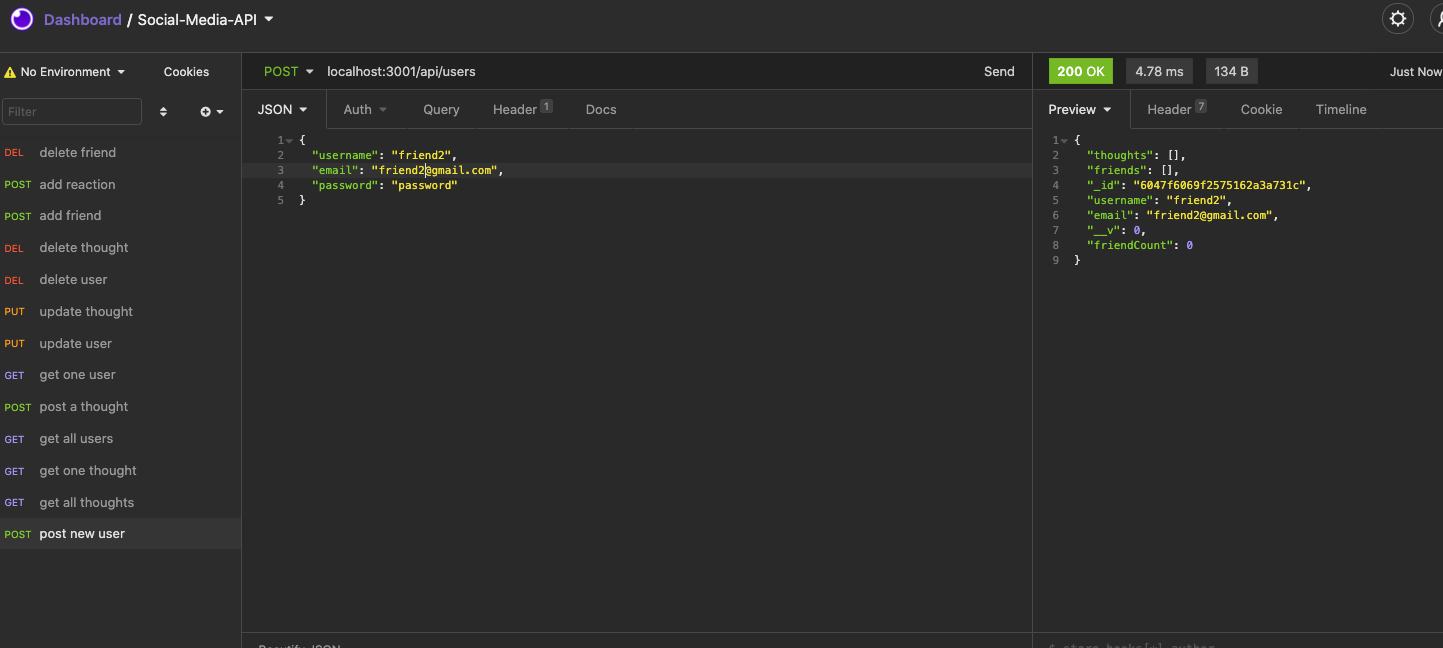 Dashboard / Social-Media-API
No Environment
Cookies
POST localhost:3001/api/users
Send
200 OK
4.78 ms
134 B
Just Now
Filter
JSON
Auth
Query
Header 1
Docs
Preview
Header 7
Cookie
Timeline
DEL delete friend
POST add reaction
POST add friend
DEL delete thought
DEL delete user
PUT update thought
PUT update user
GET get one user
POST post a thought
GET get all users
GET get one thought
GET get all thoughts
POST post new user
1 {
2 "username": "friend2",
3 "email": "friend2@gmail.com",
4 "password": "password"
5 }
1 {
2 "thoughts": [],
3 "friends": [],
4 "_id": "6047f6069f2575162a3a731c",
5 "username": "friend2",
6 "email": "friend2@gmail.com",
7 "__v": 0,
8 "friendCount": 0
9 }
Beautify JSON